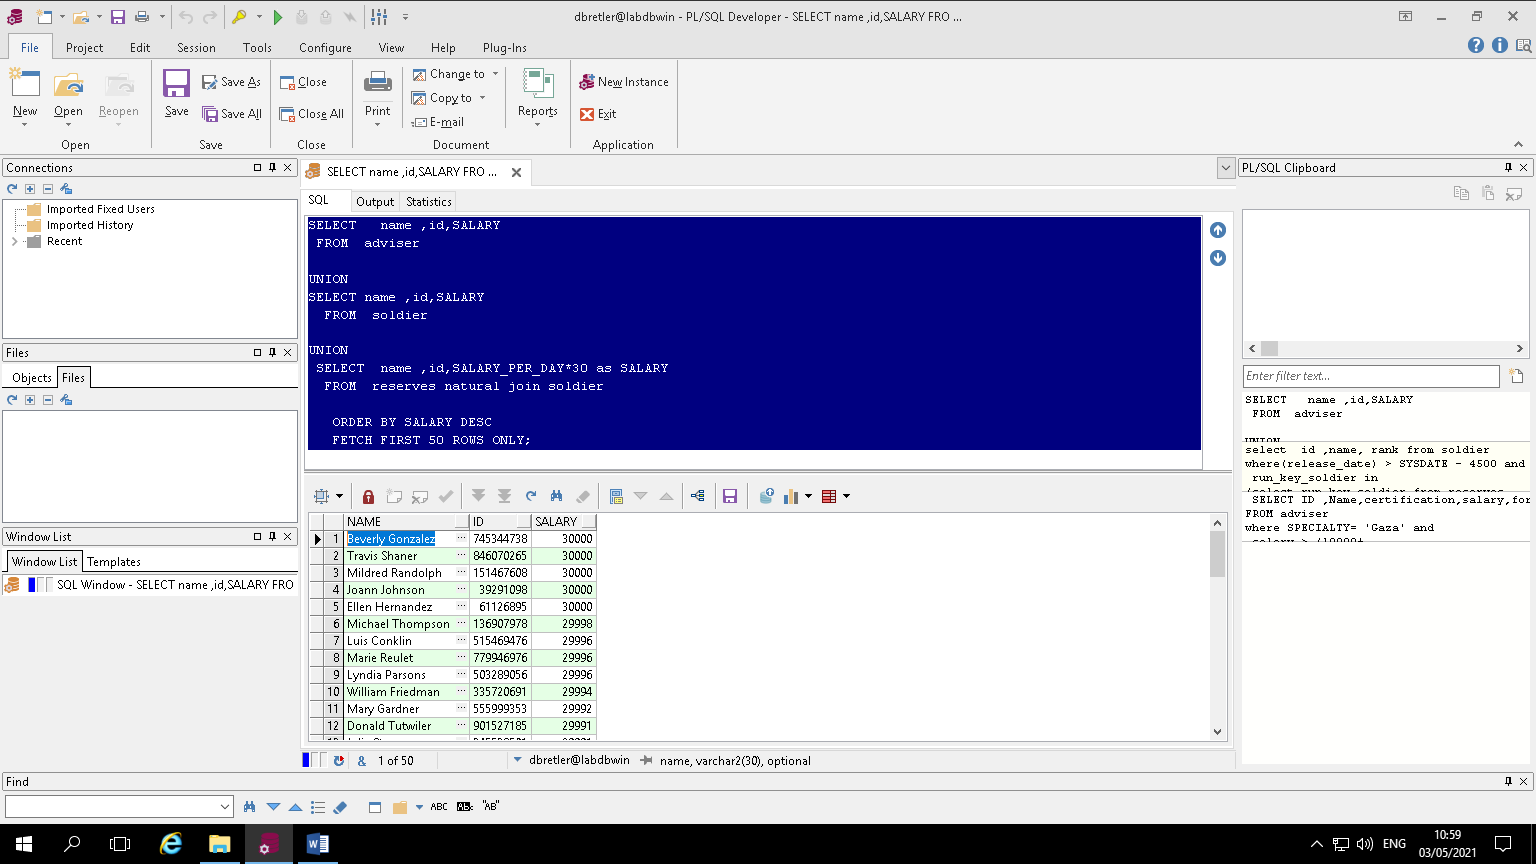 dbretler@labdbwin - PL/SQL Developer - SELECT name ,id,SALARY FRO ...
File Project Edit Session Tools Configure View Help Plug-Ins
New Open Reopen Save Save As Save All Close Close All Print Change to Copy to E-mail Reports New Instance Exit
Open Save Close Document Application
Connections
Imported Fixed Users
Imported History
Recent
Files
Objects Files
Window List
Window List Templates
SQL Window - SELECT name ,id,SALARY FRO
SELECT name ,id,SALARY FRO ...
SQL Output Statistics
SELECT   name ,id,SALARY
FROM  adviser
UNION
SELECT name ,id,SALARY
FROM  soldier
UNION
SELECT  name ,id,SALARY_PER_DAY*30 as SALARY
FROM  reserves natural join soldier
ORDER BY SALARY DESC
FETCH FIRST 50 ROWS ONLY;
NAME ID SALARY
1 Beverly Gonzalez ... 745344738 30000
2 Travis Shaner ... 846070265 30000
3 Mildred Randolph ... 151467608 30000
4 Joann Johnson ... 39291098 30000
5 Ellen Hernandez ... 61126895 30000
6 Michael Thompson ... 136907978 29998
7 Luis Conklin ... 515469476 29996
8 Marie Reulet ... 779946976 29996
9 Lyndia Parsons ... 503289056 29996
10 William Friedman ... 335720691 29994
11 Mary Gardner ... 555999353 29992
12 Donald Tutwiler ... 901527185 29991
& 1 of 50 dbretler@labdbwin name, varchar2(30), optional
PL/SQL Clipboard
Enter filter text...
SELECT   name ,id,SALARY
FROM  adviser
UNION
select  id ,name, rank from soldier
where(release_date) > SYSDATE - 4500 and
run_key_soldier in
(select run_key_soldier from reserves
SELECT ID ,Name,certification,salary,for
FROM adviser
where SPECIALTY= 'Gaza' and
Find
ABC AB: "AB"
ENG
10:59
03/05/2021